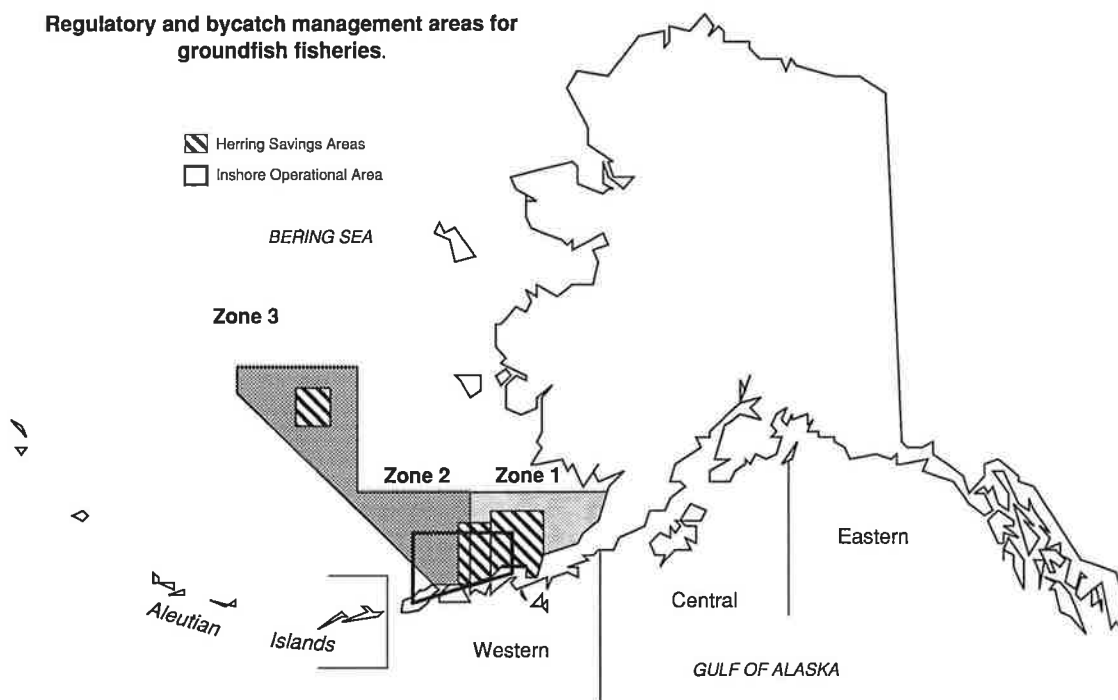 Regulatory and bycatch management areas for
groundfish fisheries.
Herring Savings Areas
Inshore Operational Area
BERING SEA
Zone 3
Zone 2
Zone 1
Eastern
Central
Aleutian
Islands
Western
GULF OF ALASKA